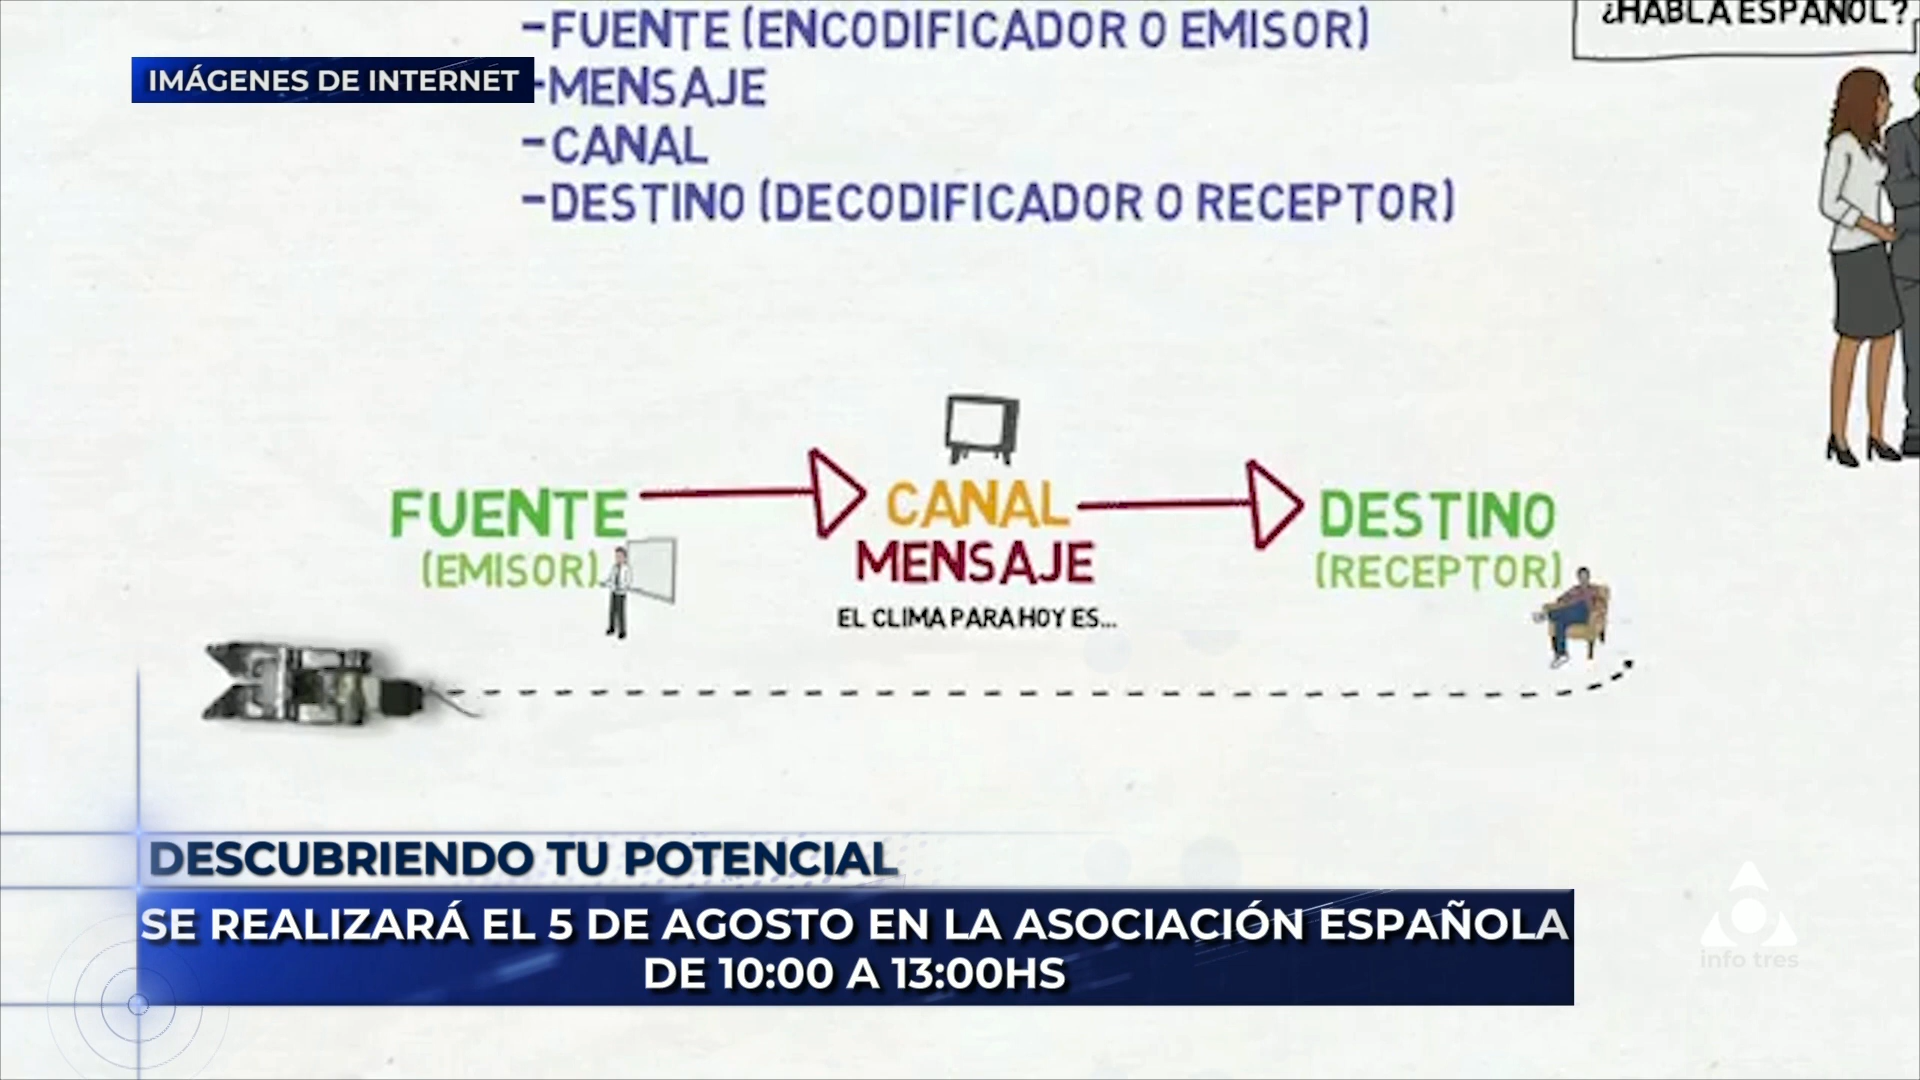 -FUENTE (ENCODIFICADOR O EMISOR)
¿HABLA ESPAÑOL?
IMÁGENES DE INTERNET
-MENSAJE
-CANAL
-DESTINO (DECODIFICADOR O RECEPTOR)
FUENTE
(EMISOR)
CANAL
MENSAJE
EL CLIMA PARA HOY ES...
DESTINO
(RECEPTOR)
DESCUBRIENDO TU POTENCIAL
SE REALIZARÁ EL 5 DE AGOSTO EN LA ASOCIACIÓN ESPAÑOLA
DE 10:00 A 13:00HS
info tres